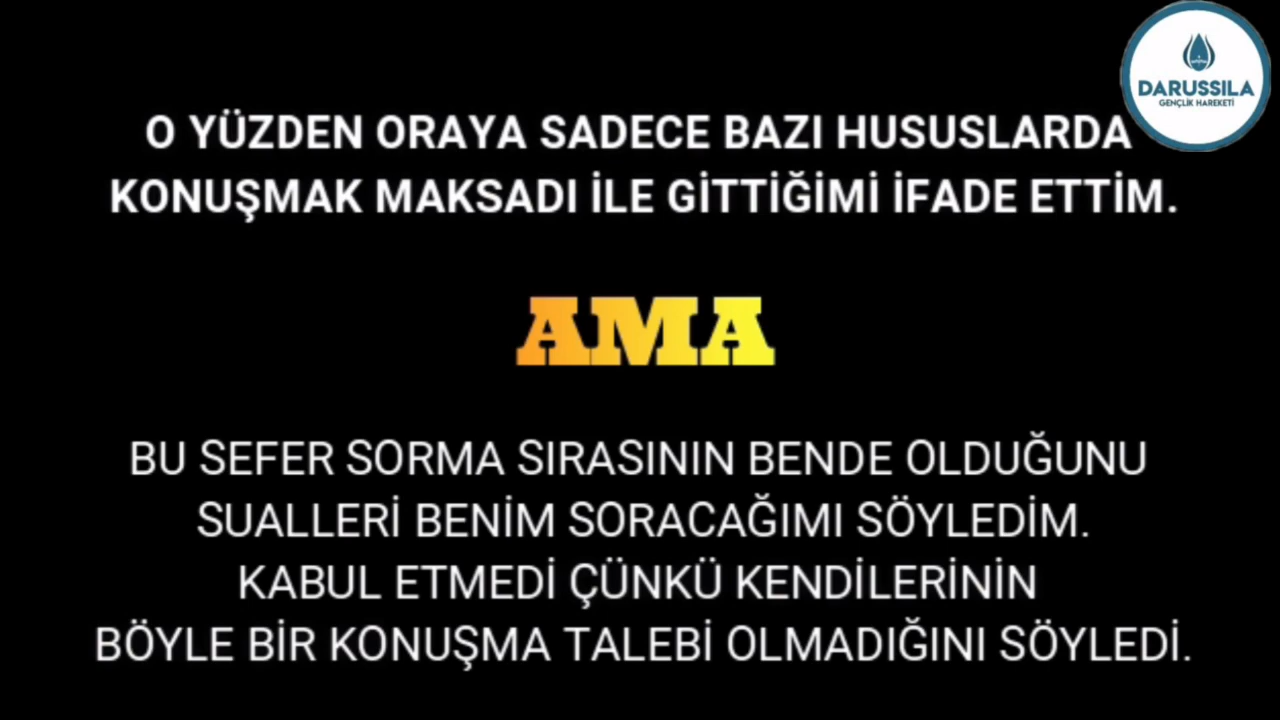 DARUSSILA
GENÇLİK HAREKETİ
O YÜZDEN ORAYA SADECE BAZI HUSUSLARDA
KONUŞMAK MAKSADI İLE GİTTİĞİMİ İFADE ETTİM.
AMA
BU SEFER SORMA SIRASININ BENDE OLDUĞUNU
SUALLERİ BENİM SORACAĞIMI SÖYLEDİM.
KABUL ETMEDİ ÇÜNKÜ KENDİLERİNİN
BÖYLE BİR KONUŞMA TALEBİ OLMADIĞINI SÖYLEDİ.